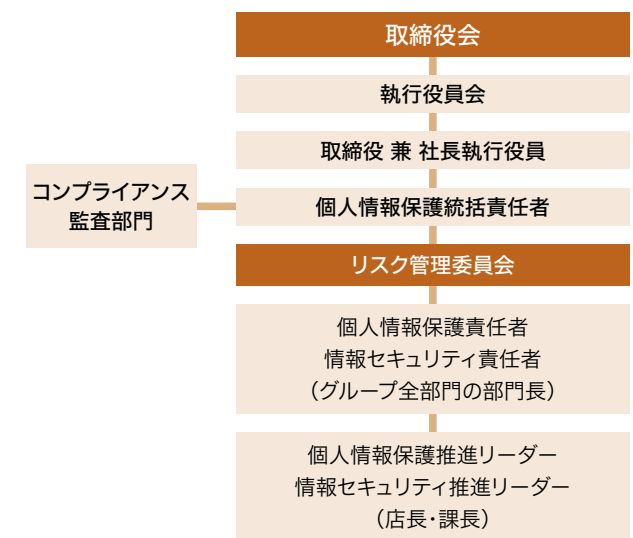 取締役会
執行役員会
取締役 兼 社長執行役員
コンプライアンス
監査部門
個人情報保護統括責任者
リスク管理委員会
個人情報保護責任者
情報セキュリティ責任者
（グループ全部門の部門長）
個人情報保護推進リーダー
情報セキュリティ推進リーダー
（店長・課長）